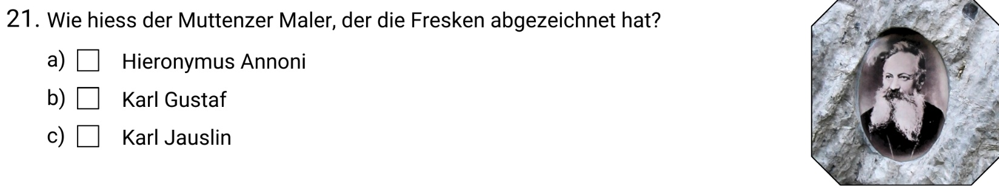 21. Wie hiess der Muttenzer Maler, der die Fresken abgezeichnet hat?
a) Hieronymus Annoni
b) Karl Gustaf
c) Karl Jauslin